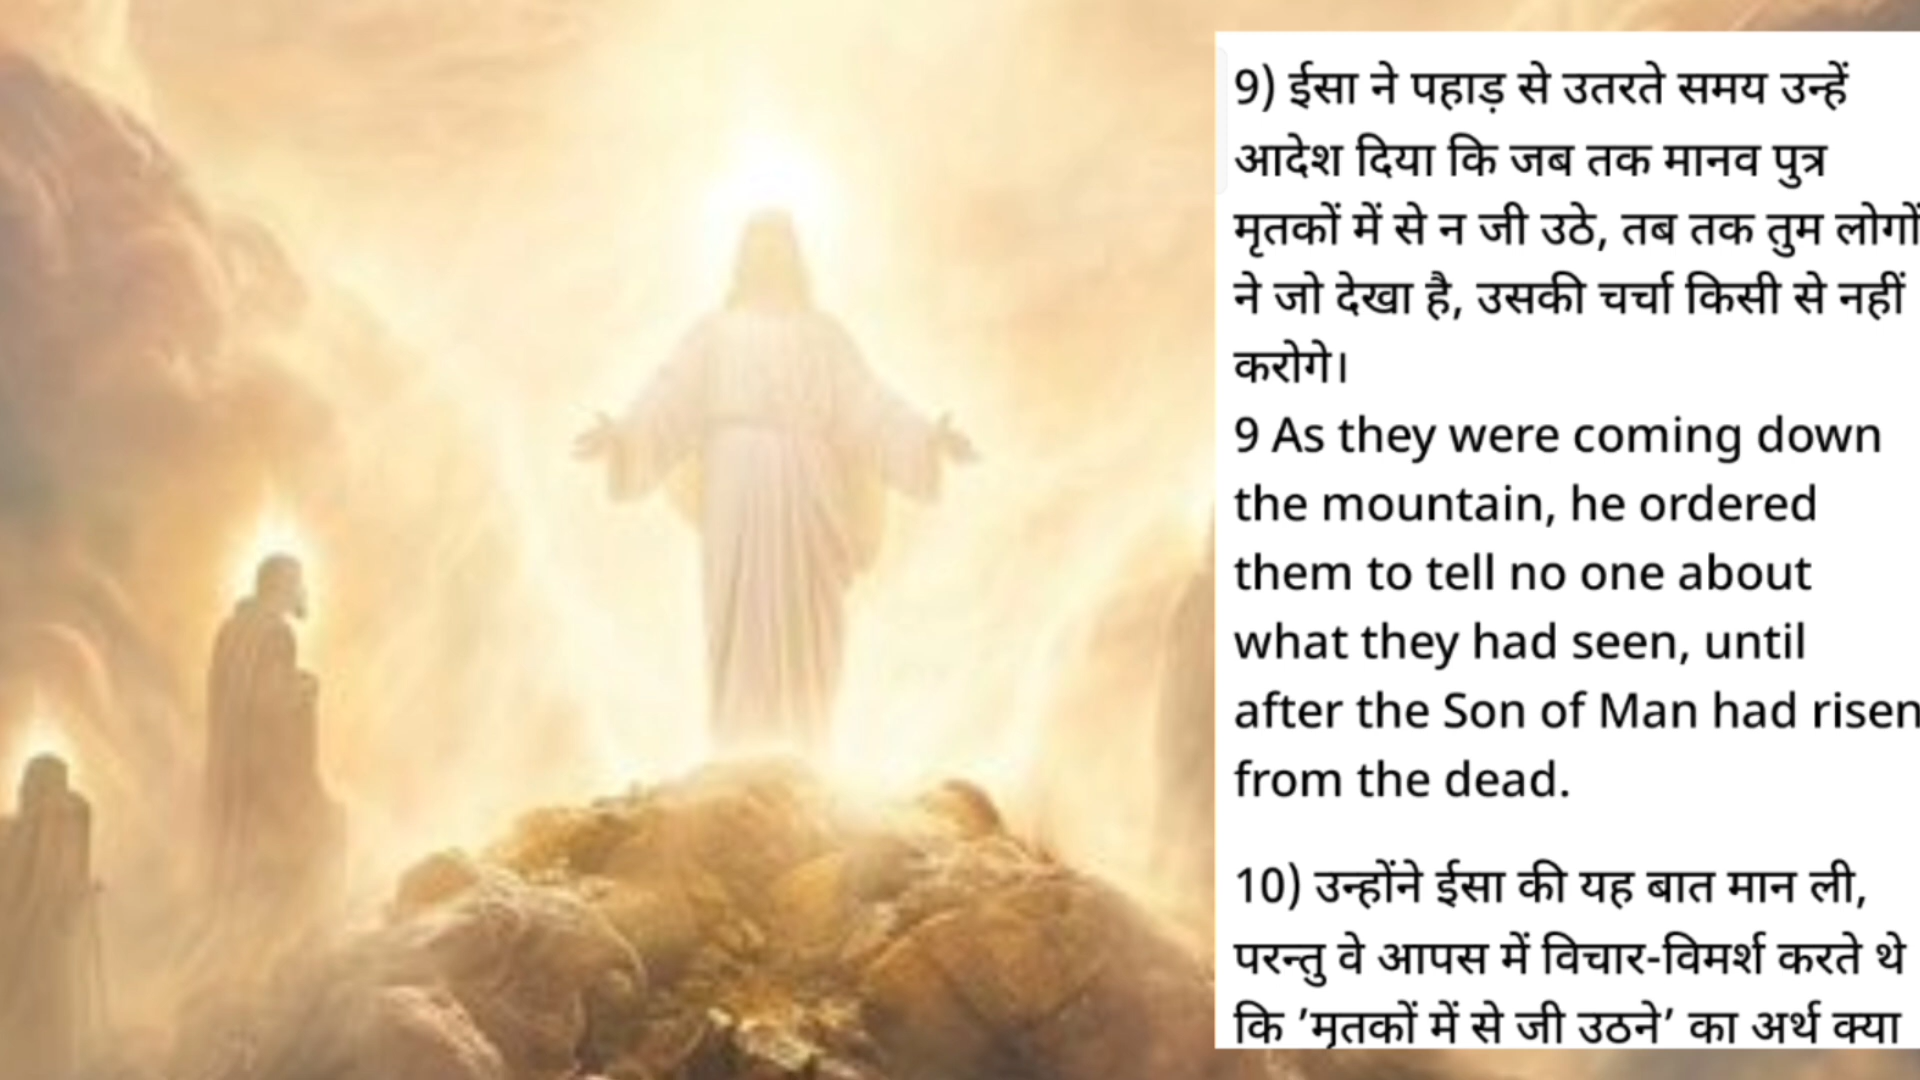 9) ईसा ने पहाड़ से उतरते समय उन्हें
आदेश दिया कि जब तक मानव पुत्र
मृतकों में से न जी उठे, तब तक तुम लोगों
ने जो देखा है, उसकी चर्चा किसी से नहीं
करोगे।
9 As they were coming down
the mountain, he ordered
them to tell no one about
what they had seen, until
after the Son of Man had risen
from the dead.
10) उन्होंने ईसा की यह बात मान ली,
परन्तु वे आपस में विचार-विमर्श करते थे
कि ’मृतकों में से जी उठने’ का अर्थ क्या